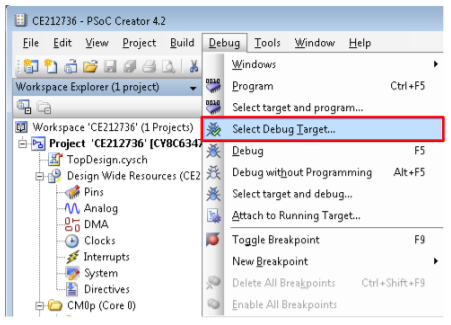 CE212736 - PSoC Creator 4.2
File Edit View Project Build Debug Tools Window Help
Workspace Explorer (1 project)
Workspace 'CE212736' (1 Projects)
Project 'CE212736' [CY8C6347
TopDesign.cysch
Design Wide Resources (CE2
Pins
Analog
DMA
Clocks
Interrupts
System
Directives
CM0p (Core 0)
Windows
Program Ctrl+F5
Select target and program...
Select Debug Target...
Debug F5
Debug without Programming Alt+F5
Select target and debug...
Attach to Running Target...
Toggle Breakpoint F9
New Breakpoint
Delete All Breakpoints Ctrl+Shift+F9
Enable All Breakpoints